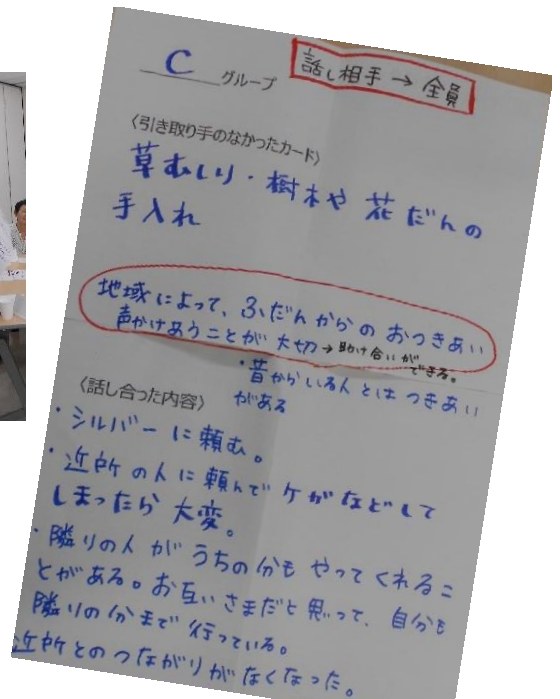 C グループ
話し相手 → 全員
〈引き取り手のなかったカード〉
草むしり・樹木や花だんの
手入れ
地域によって、ふだんからのおつきあい
声かけあうことが大切→助け合いが
できる。
・昔からいる人とはつきあい
がある
〈話し合った内容〉
・シルバーに頼む。
・近所の人に頼んでケガなどして
しまったら大変。
・隣りの人がうちの分もやってくれるこ
とがある。お互いさまだと思って、自分も
隣りの分まで行っている。
近所とのつながりがなくなった。